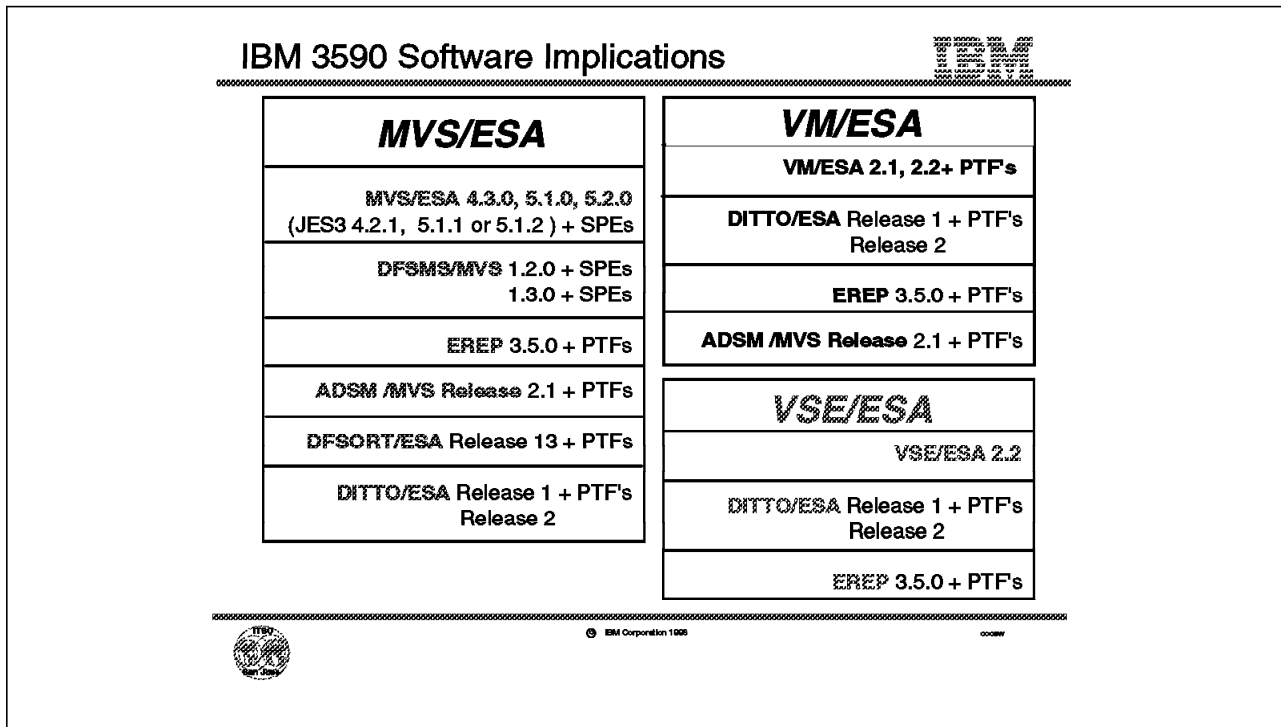 IBM 3590 Software Implications
IBM
MVS/ESA
MVS/ESA 4.3.0, 5.1.0, 5.2.0
(JES3 4.2.1, 5.1.1 or 5.1.2 ) + SPEs
DFSMS/MVS 1.2.0 + SPEs
1.3.0 + SPEs
EREP 3.5.0 + PTFs
ADSM /MVS Release 2.1 + PTFs
DFSORT/ESA Release 13 + PTFs
DITTO/ESA Release 1 + PTF's
Release 2
VM/ESA
VM/ESA 2.1, 2.2+ PTF's
DITTO/ESA Release 1 + PTF's
Release 2
EREP 3.5.0 + PTF's
ADSM /MVS Release 2.1 + PTF's
VSE/ESA
VSE/ESA 2.2
DITTO/ESA Release 1 + PTF's
Release 2
EREP 3.5.0 + PTF's
ITSO
San Jose
© IBM Corporation